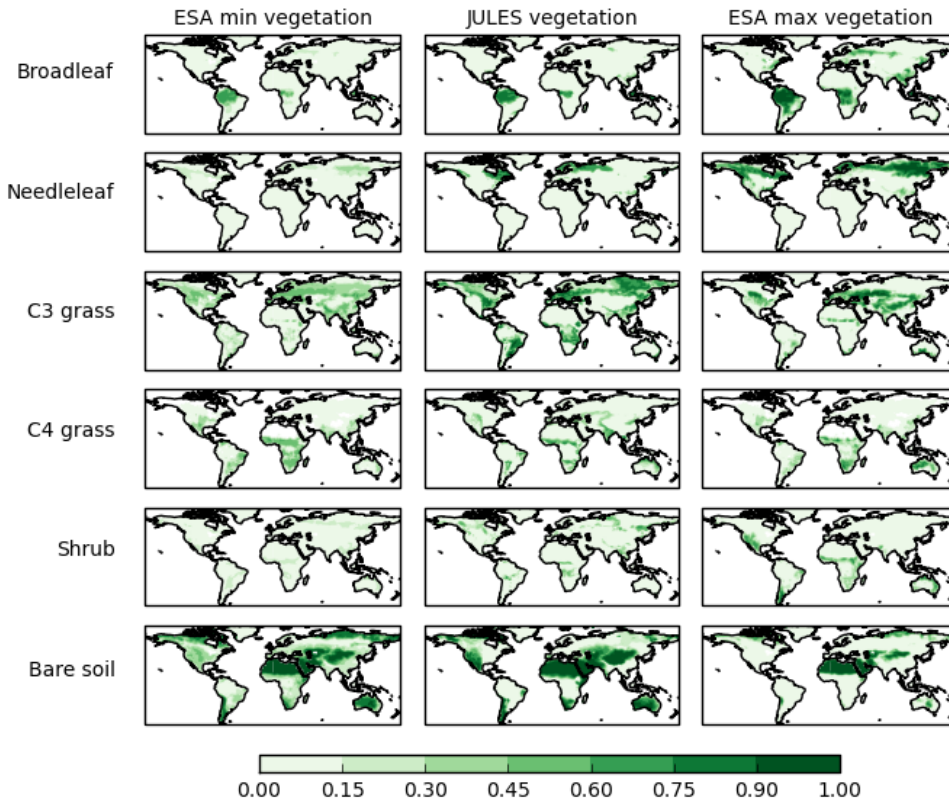 ESA min vegetation JULES vegetation ESA max vegetation
Broadleaf
Needleleaf
C3 grass
C4 grass
Shrub
Bare soil
0.00 0.15 0.30 0.45 0.60 0.75 0.90 1.00